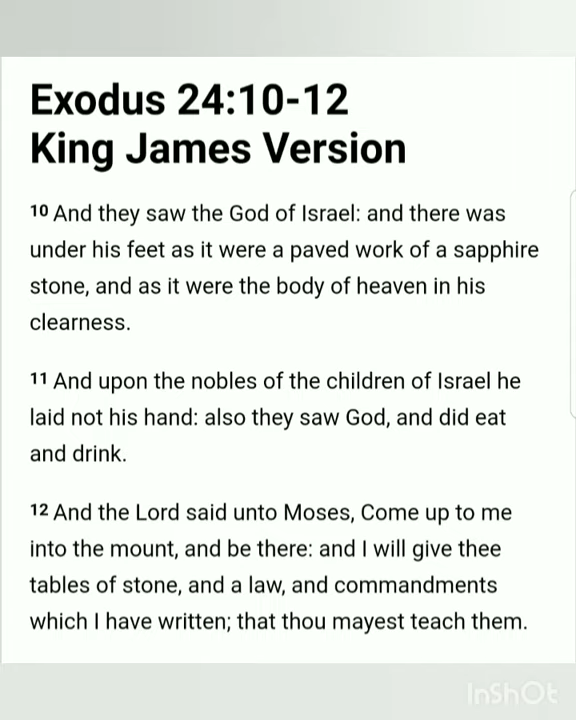 Exodus 24:10-12
King James Version
10 And they saw the God of Israel: and there was
under his feet as it were a paved work of a sapphire
stone, and as it were the body of heaven in his
clearness.
11 And upon the nobles of the children of Israel he
laid not his hand: also they saw God, and did eat
and drink.
12 And the Lord said unto Moses, Come up to me
into the mount, and be there: and I will give thee
tables of stone, and a law, and commandments
which I have written; that thou mayest teach them.
InShOt